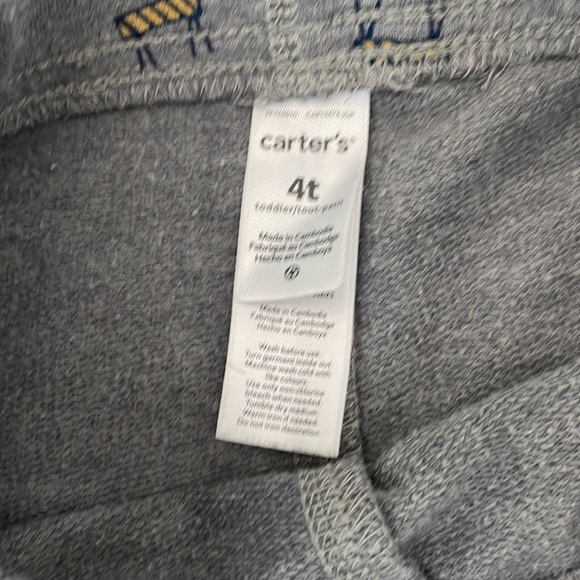 carter's
4t
toddler/tout-petit
Made in Cambodia
Fabriqué en Cambodge
Hecho en Camboya
Made in Cambodia
Fabriqué en Cambodge
Hecho en Camboya
Wash before use.
Turn garment inside out.
Machine wash cold with
like colours.
Use only non-chlorine
bleach when needed.
Tumble dry medium.
Warm iron if needed.
Do not iron decoration.